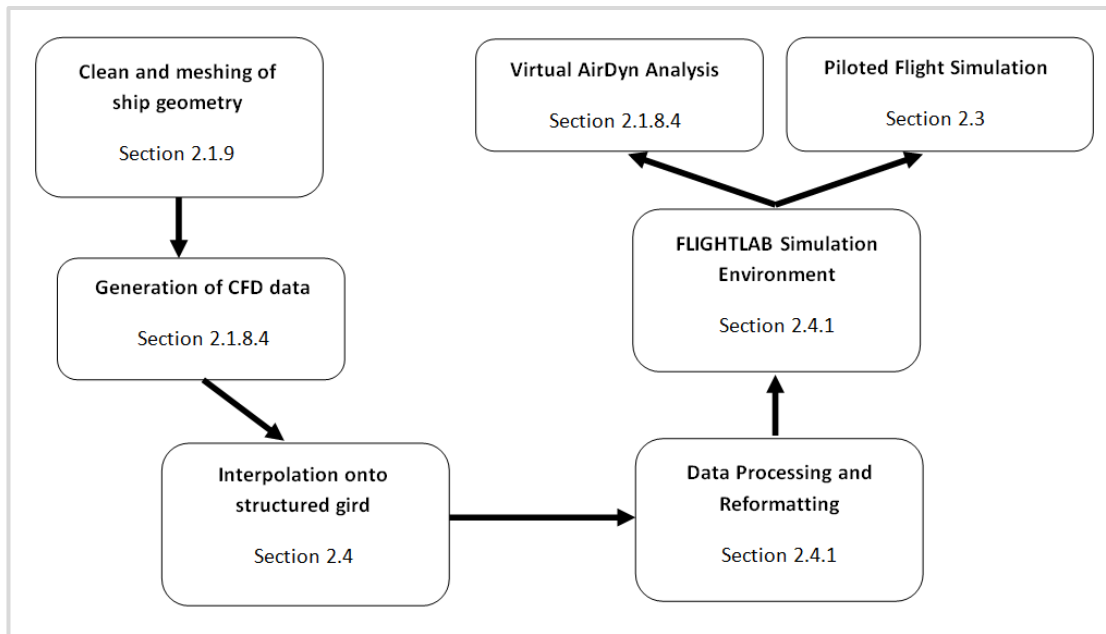 Clean and meshing of
ship geometry
Section 2.1.9
Generation of CFD data
Section 2.1.8.4
Interpolation onto
structured gird
Section 2.4
Data Processing and
Reformatting
Section 2.4.1
FLIGHTLAB Simulation
Environment
Section 2.4.1
Virtual AirDyn Analysis
Section 2.1.8.4
Piloted Flight Simulation
Section 2.3